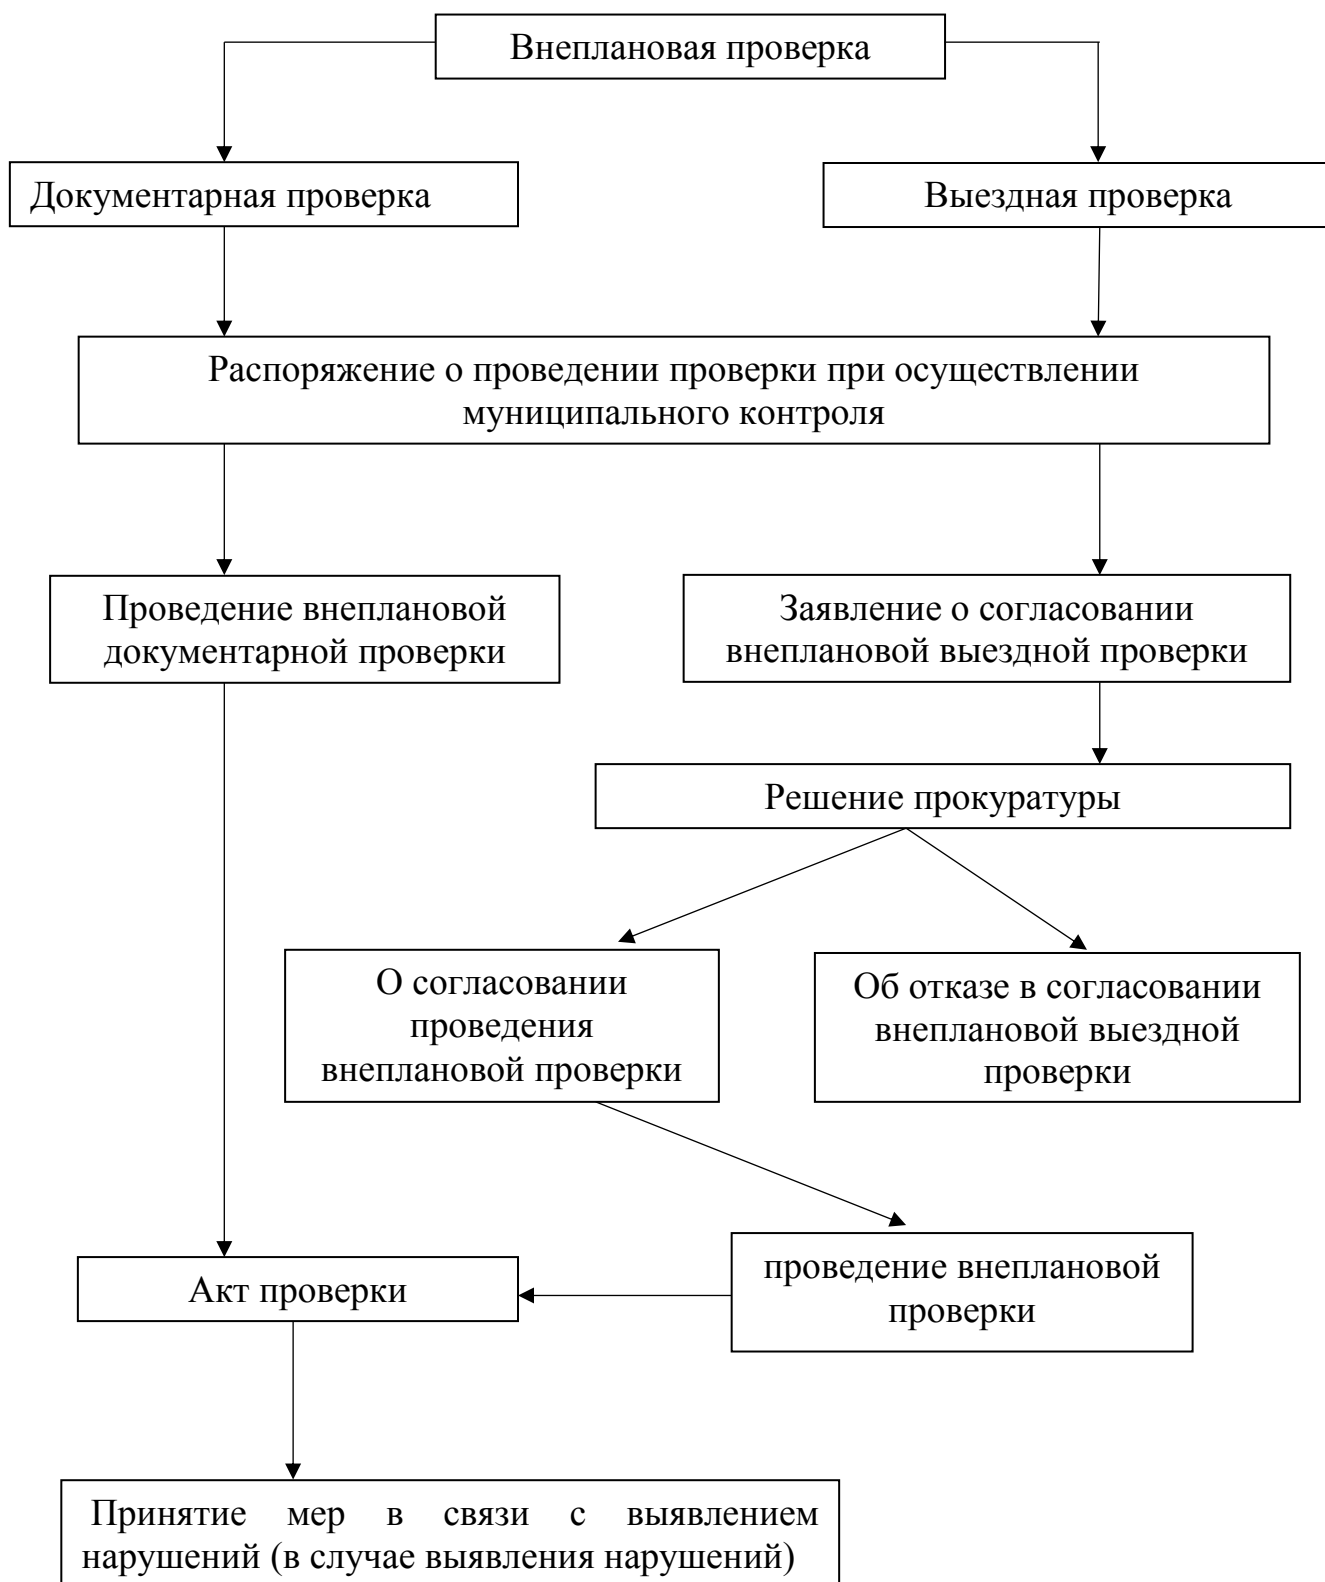 Внеплановая проверка
Документарная проверка
Выездная проверка
Распоряжение о проведении проверки при осуществлении
муниципального контроля
Проведение внеплановой
документарной проверки
Заявление о согласовании
внеплановой выездной проверки
Решение прокуратуры
О согласовании
проведения
внеплановой проверки
Об отказе в согласовании
внеплановой выездной
проверки
Акт проверки
проведение внеплановой
проверки
Принятие мер в связи с выявлением
нарушений (в случае выявления нарушений)